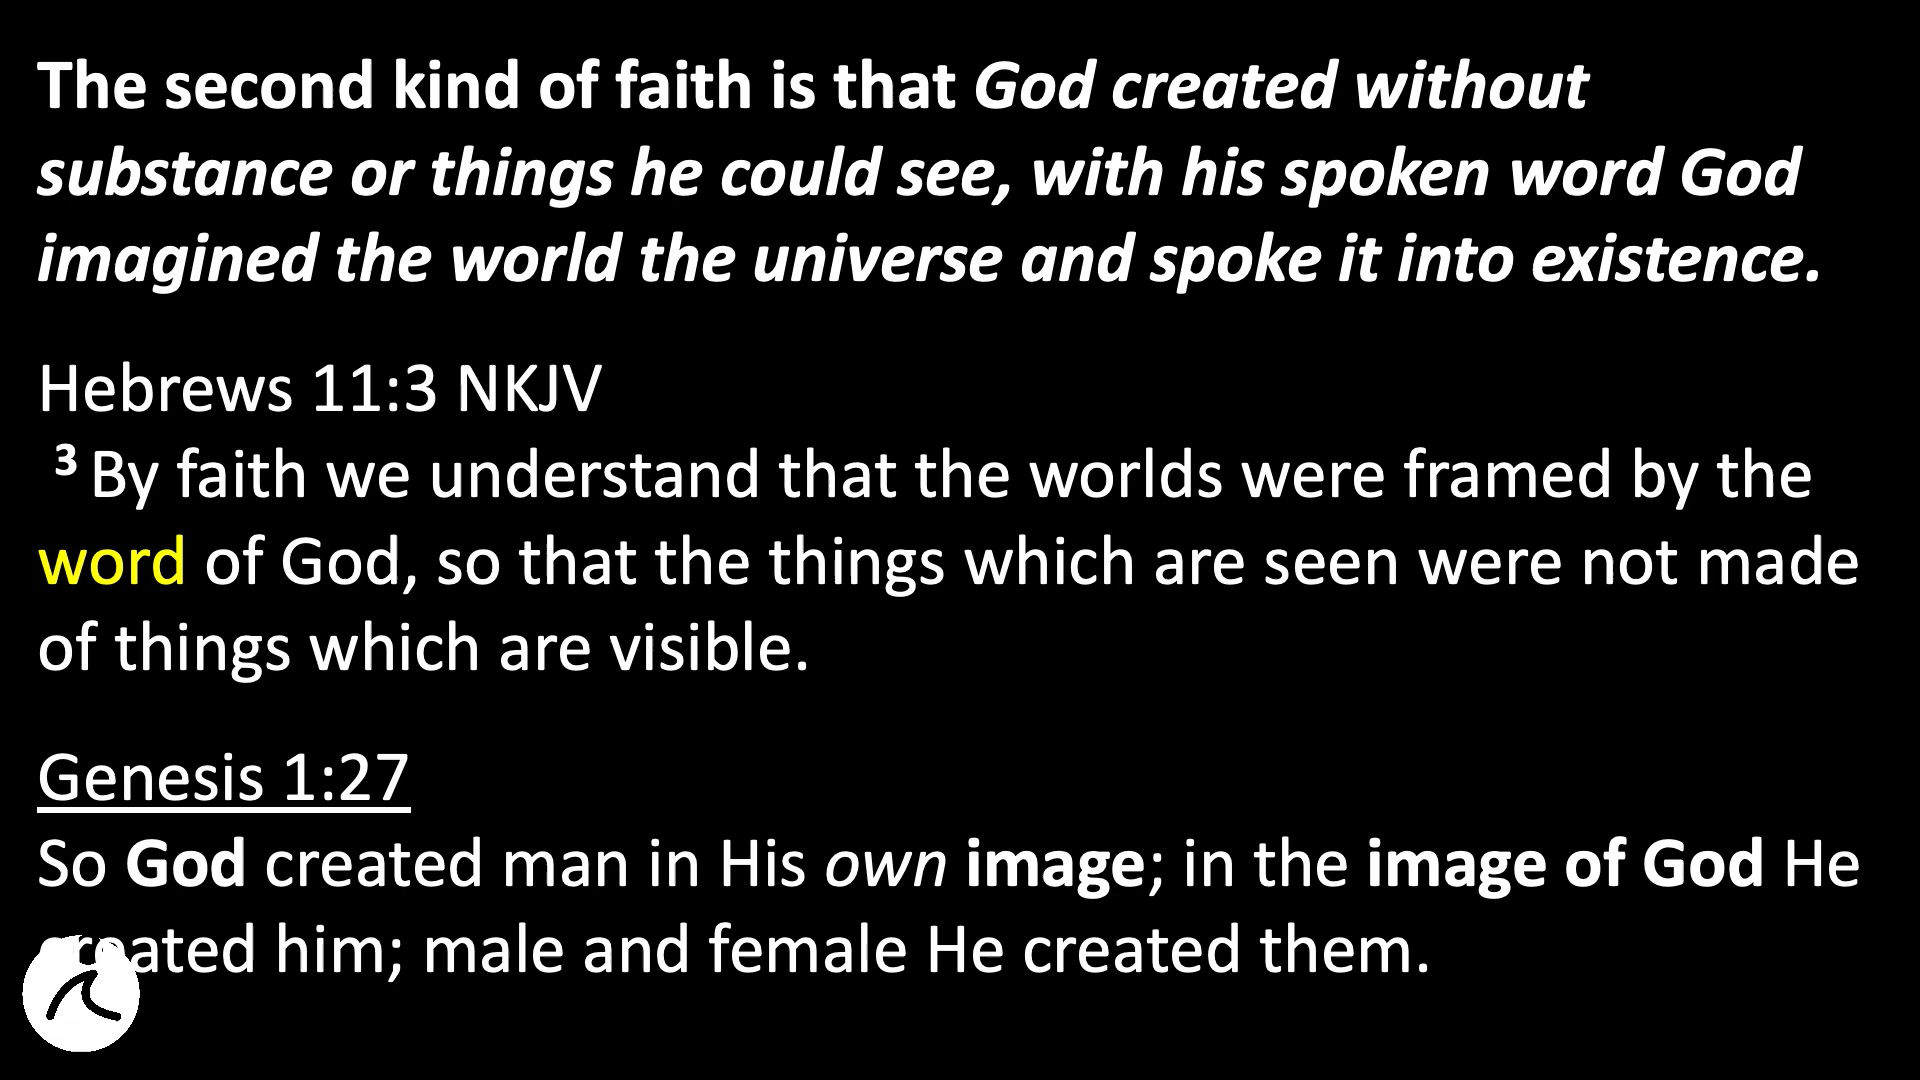 The second kind of faith is that God created without
substance or things he could see, with his spoken word God
imagined the world the universe and spoke it into existence.
Hebrews 11:3 NKJV
3 By faith we understand that the worlds were framed by the
word of God, so that the things which are seen were not made
of things which are visible.
Genesis 1:27
So God created man in His own image; in the image of God He
created him; male and female He created them.